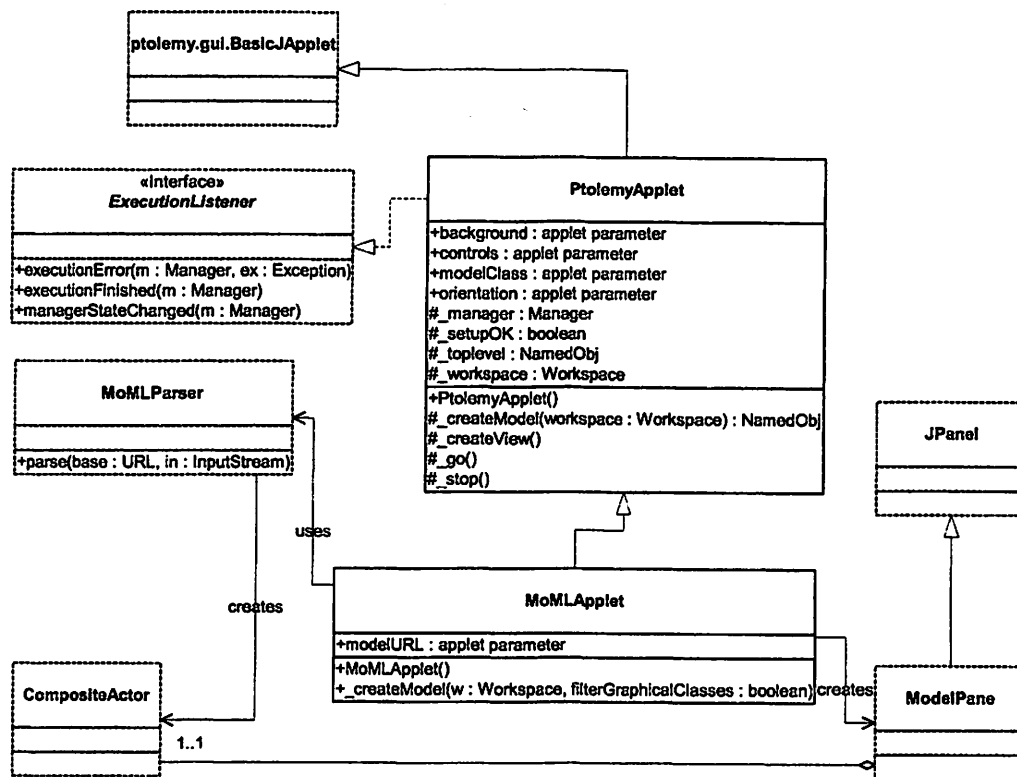 ptolemy.gui.BasicJApplet
«Interface»
ExecutionListener
+executionError(m : Manager, ex : Exception)
+executionFinished(m : Manager)
+managerStateChanged(m : Manager)
PtolemyApplet
+background : applet parameter
+controls : applet parameter
+modelClass : applet parameter
+orientation : applet parameter
#_manager : Manager
#_setupOK : boolean
#_toplevel : NamedObj
#_workspace : Workspace
+PtolemyApplet()
#_createModel(workspace : Workspace) : NamedObj
#_createView()
#_go()
#_stop()
MoMLParser
+parse(base : URL, in : InputStream)
JPanel
uses
creates
MoMLApplet
+modelURL : applet parameter
+MoMLApplet()
+_createModel(w : Workspace, filterGraphicalClasses : boolean)
creates
CompositeActor
1..1
ModelPane